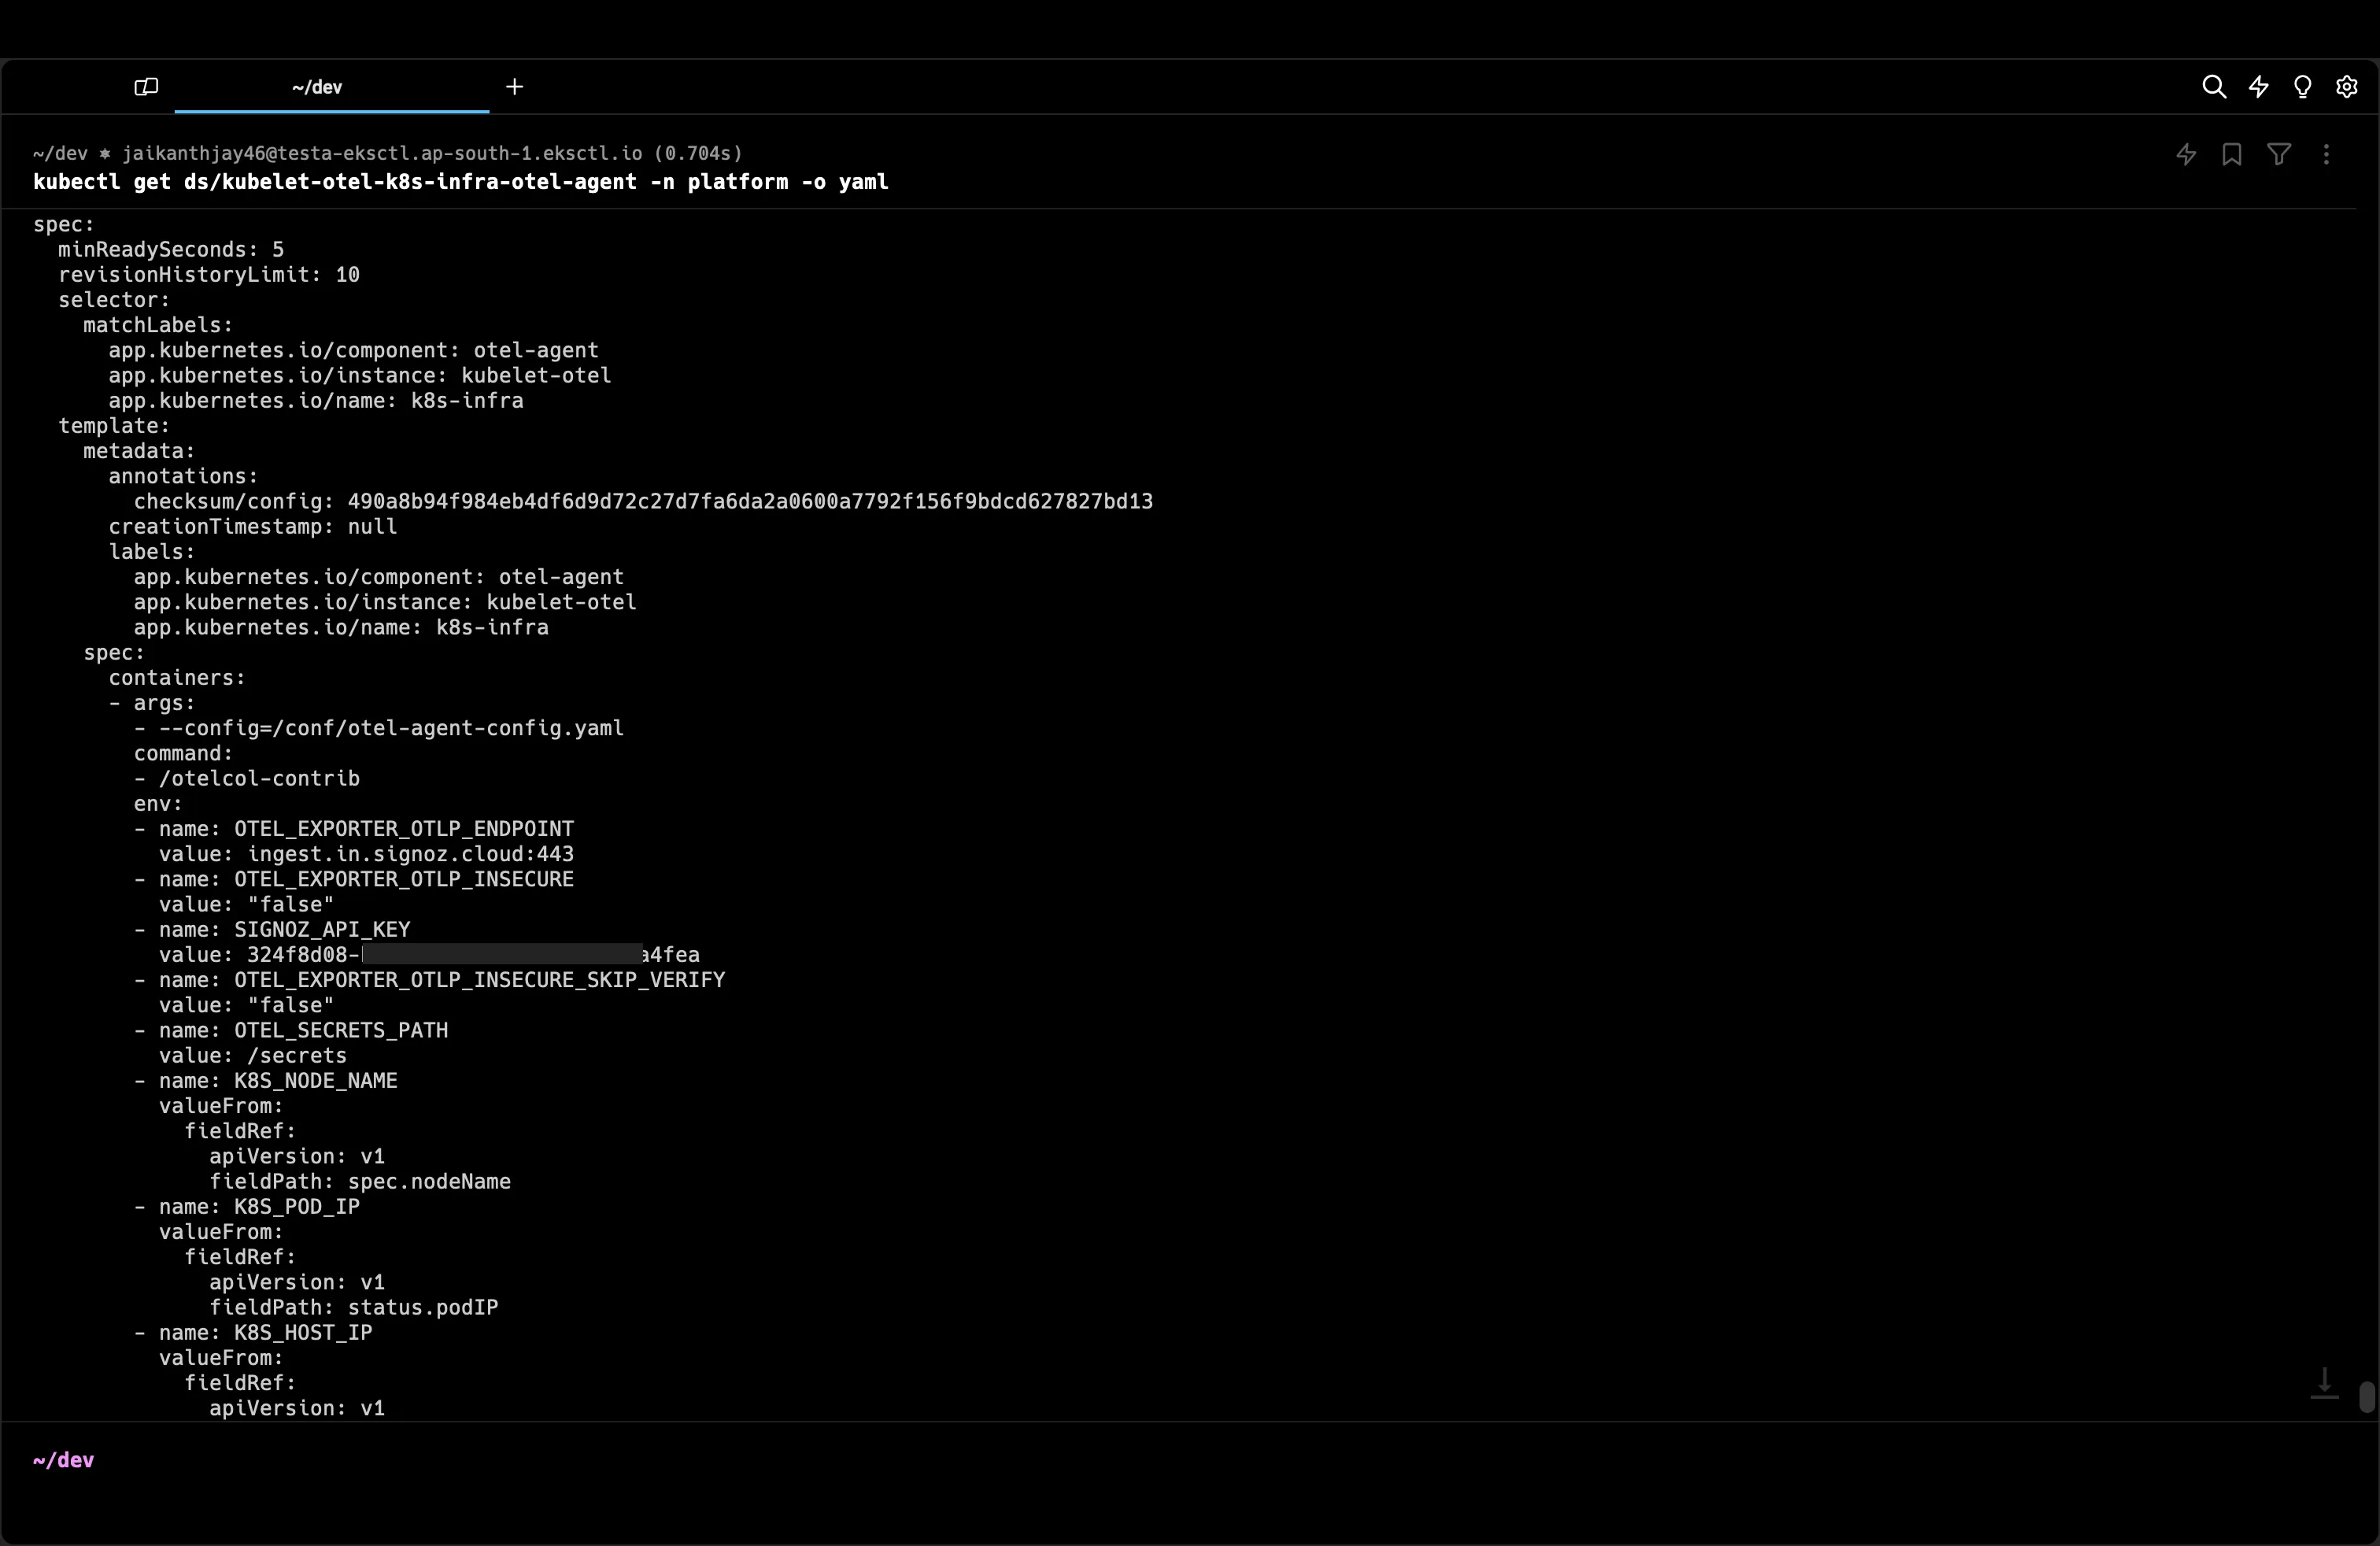 ~/dev
~/dev ⎈ jaikanthjay46@testa-eksctl.ap-south-1.eksctl.io (0.704s)
kubectl get ds/kubelet-otel-k8s-infra-otel-agent -n platform -o yaml
spec:
  minReadySeconds: 5
  revisionHistoryLimit: 10
  selector:
    matchLabels:
      app.kubernetes.io/component: otel-agent
      app.kubernetes.io/instance: kubelet-otel
      app.kubernetes.io/name: k8s-infra
  template:
    metadata:
      annotations:
        checksum/config: 490a8b94f984eb4df6d9d72c27d7fa6da2a0600a7792f156f9bdcd627827bd13
      creationTimestamp: null
      labels:
        app.kubernetes.io/component: otel-agent
        app.kubernetes.io/instance: kubelet-otel
        app.kubernetes.io/name: k8s-infra
    spec:
      containers:
      - args:
        - --config=/conf/otel-agent-config.yaml
        command:
        - /otelcol-contrib
        env:
        - name: OTEL_EXPORTER_OTLP_ENDPOINT
          value: ingest.in.signoz.cloud:443
        - name: OTEL_EXPORTER_OTLP_INSECURE
          value: "false"
        - name: SIGNOZ_API_KEY
          value: 324f8d08- a4fea
        - name: OTEL_EXPORTER_OTLP_INSECURE_SKIP_VERIFY
          value: "false"
        - name: OTEL_SECRETS_PATH
          value: /secrets
        - name: K8S_NODE_NAME
          valueFrom:
            fieldRef:
              apiVersion: v1
              fieldPath: spec.nodeName
        - name: K8S_POD_IP
          valueFrom:
            fieldRef:
              apiVersion: v1
              fieldPath: status.podIP
        - name: K8S_HOST_IP
          valueFrom:
            fieldRef:
              apiVersion: v1
~/dev